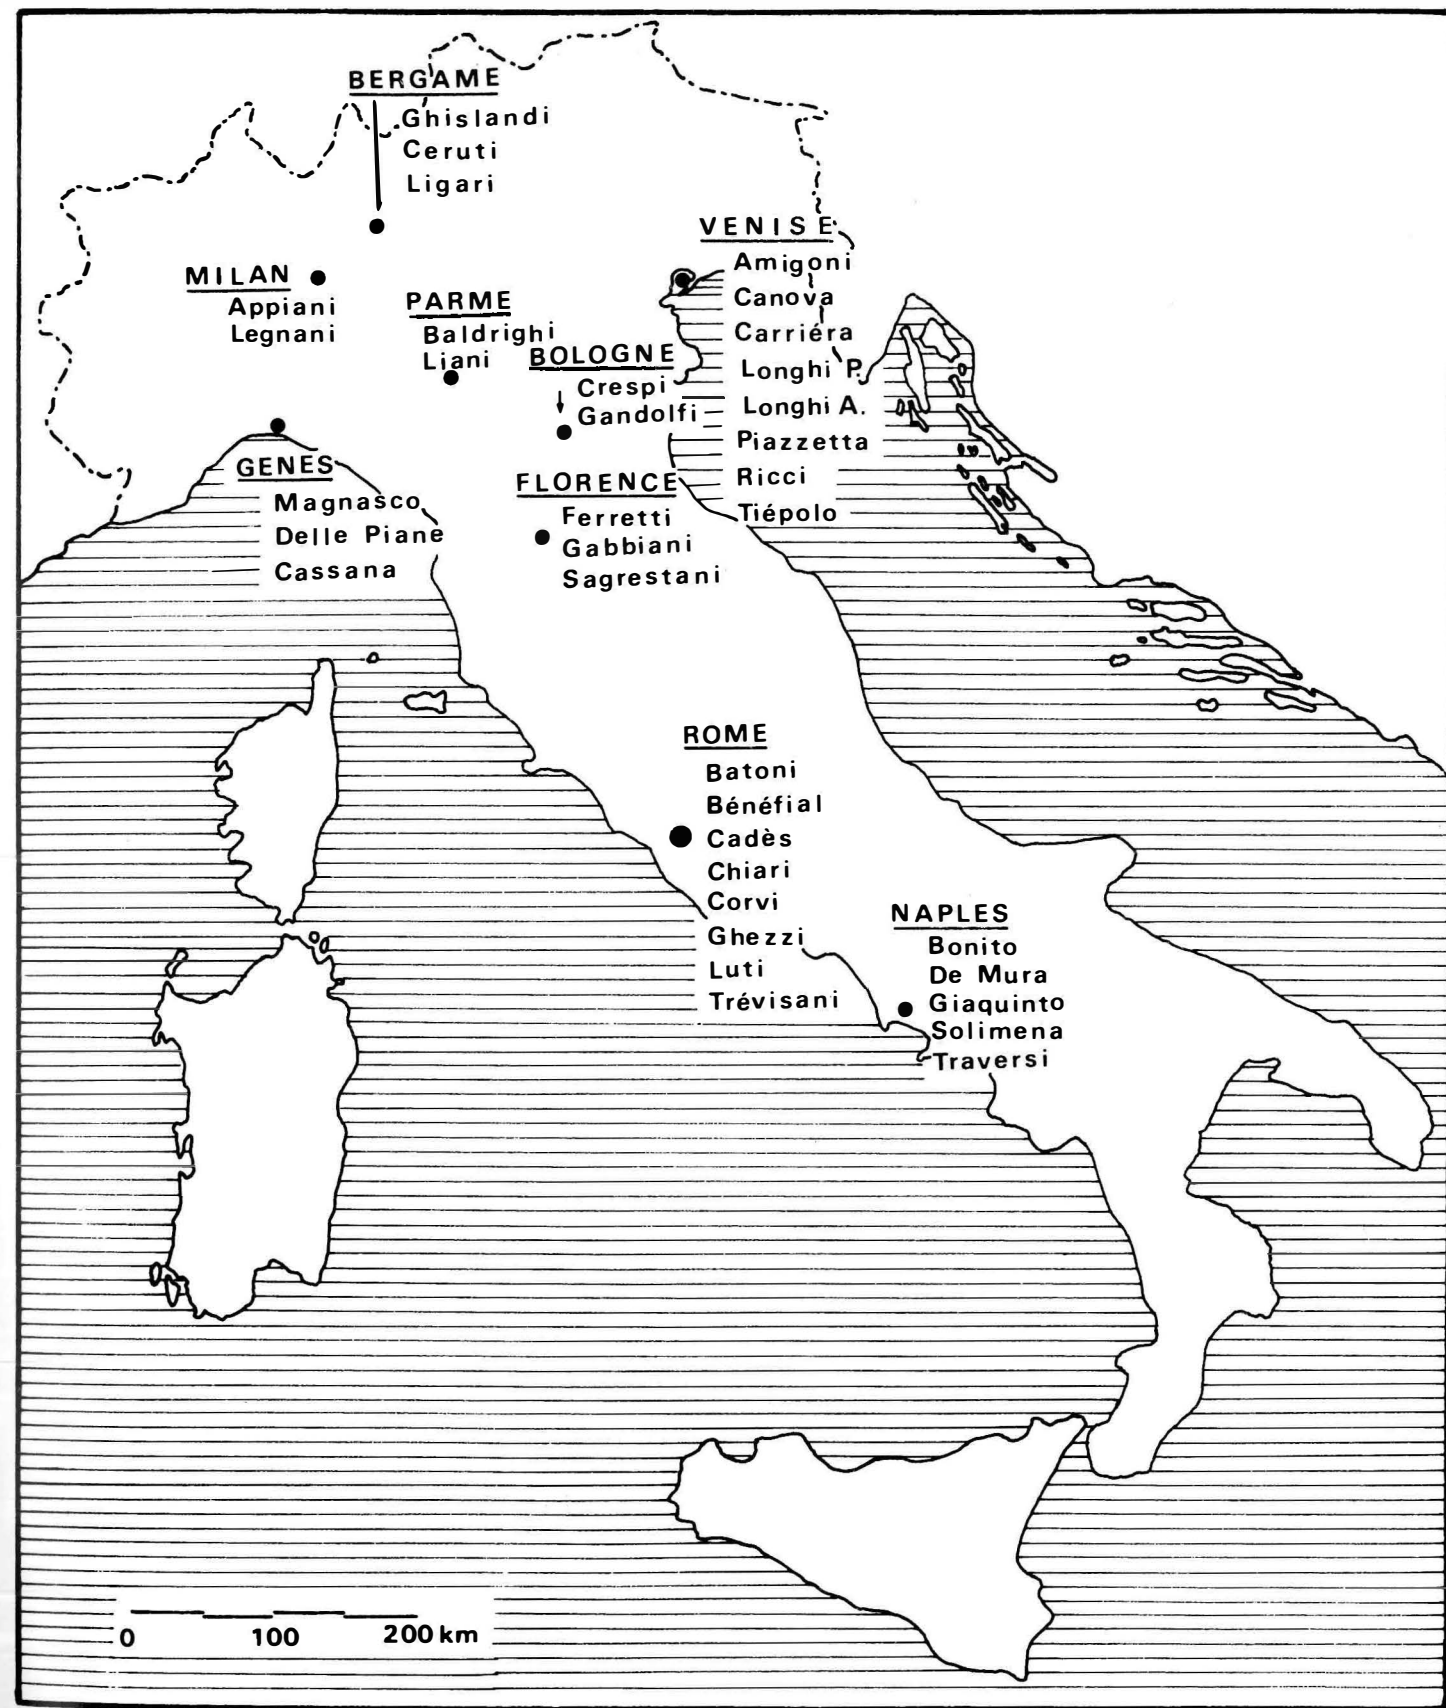 BERGAME
Ghislandi
Ceruti
Ligari
VENISE
Amigoni
Canova
Carriéra
Longhi P.
Longhi A.
Piazzetta
Ricci
Tiépolo
MILAN
Appiani
Legnani
PARME
Baldrighi
Liani
BOLOGNE
Crespi
Gandolfi
GENES
Magnasco
Delle Piane
Cassana
FLORENCE
Ferretti
Gabbiani
Sagrestani
ROME
Batoni
Bénéfial
Cadès
Chiari
Corvi
Ghezzi
Luti
Trévisani
NAPLES
Bonito
De Mura
Giaquinto
Solimena
Traversi
0 100 200 km